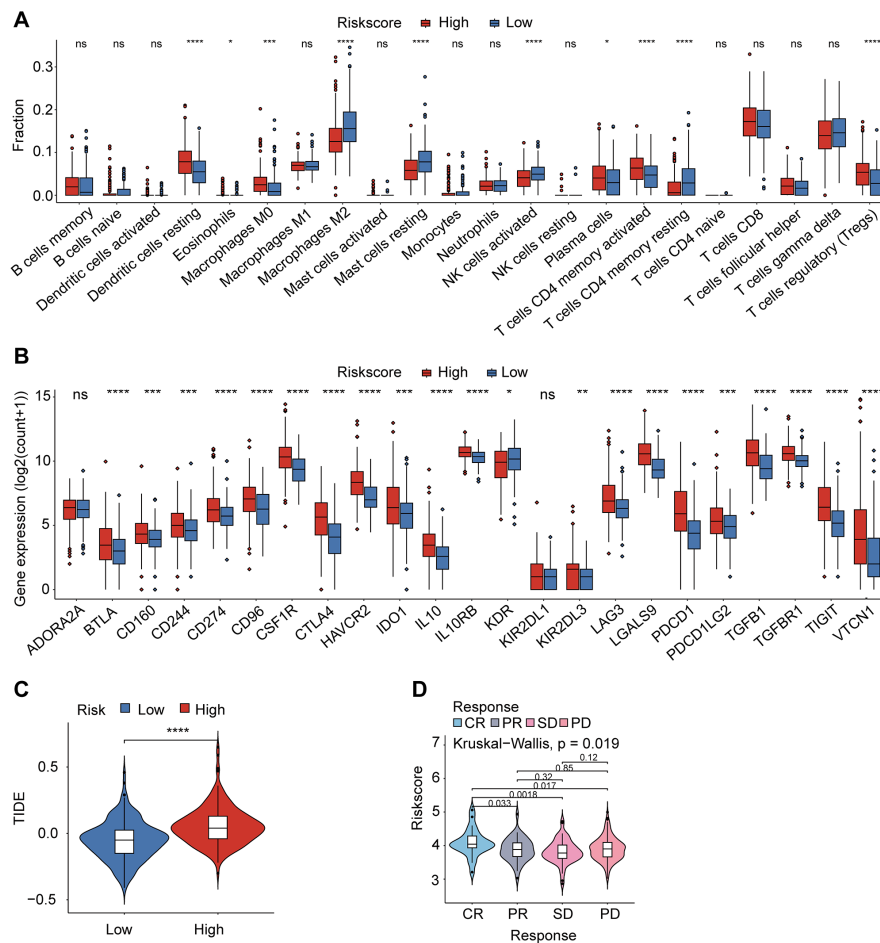 A
Riskscore High Low
ns ns ns **** * *** ns **** ns **** ns ns **** ns * **** **** ns ns ns ns ****
Fraction
0.3
0.2
0.1
0.0
B cells memory
B cells naive
Dendritic cells activated
Dendritic cells resting
Eosinophils
Macrophages M0
Macrophages M1
Macrophages M2
Mast cells activated
Mast cells resting
Monocytes
Neutrophils
NK cells activated
NK cells resting
Plasma cells
T cells CD4 memory activated
T cells CD4 memory resting
T cells CD4 naive
T cells CD8
T cells follicular helper
T cells gamma delta
T cells regulatory (Tregs)
B
Riskscore High Low
ns **** *** *** **** **** **** **** **** *** **** **** * ns ** **** **** **** *** **** **** **** ****
Gene expression (log2(count+1))
15
10
5
0
ADORA2A
BTLA
CD160
CD244
CD274
CD96
CSF1R
CTLA4
HAVCR2
IDO1
IL10
IL10RB
KDR
KIR2DL1
KIR2DL3
LAG3
LGALS9
PDCD1
PDCD1LG2
TGFB1
TGFBR1
TIGIT
VTCN1
C
Risk Low High
****
TIDE
0.5
0.0
−0.5
Low High
D
Response
CR PR SD PD
Kruskal−Wallis, p = 0.019
0.12
0.85
0.32
0.017
0.0018
0.033
Riskscore
7
6
5
4
3
CR PR SD PD
Response